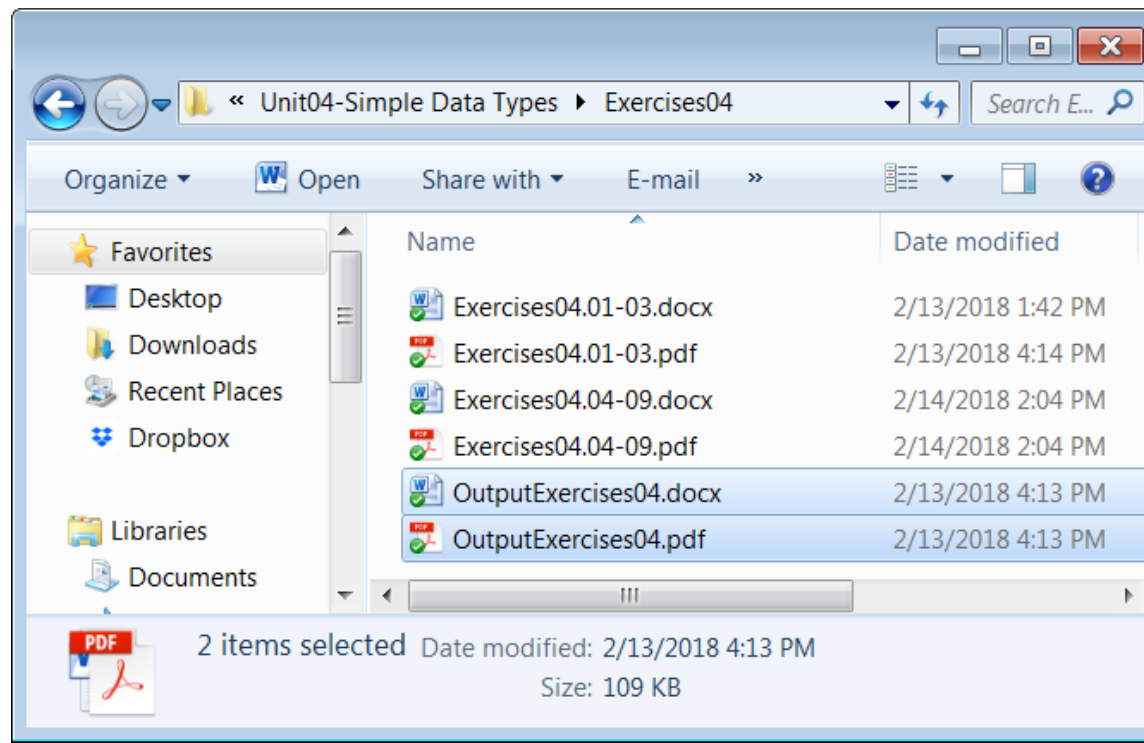 « Unit04-Simple Data Types Exercises04 Search E...
Organize Open Share with E-mail »
Favorites
Desktop
Downloads
Recent Places
Dropbox
Libraries
Documents
Name Date modified
Exercises04.01-03.docx 2/13/2018 1:42 PM
Exercises04.01-03.pdf 2/13/2018 4:14 PM
Exercises04.04-09.docx 2/14/2018 2:04 PM
Exercises04.04-09.pdf 2/14/2018 2:04 PM
OutputExercises04.docx 2/13/2018 4:13 PM
OutputExercises04.pdf 2/13/2018 4:13 PM
PDF 2 items selected Date modified: 2/13/2018 4:13 PM
Size: 109 KB